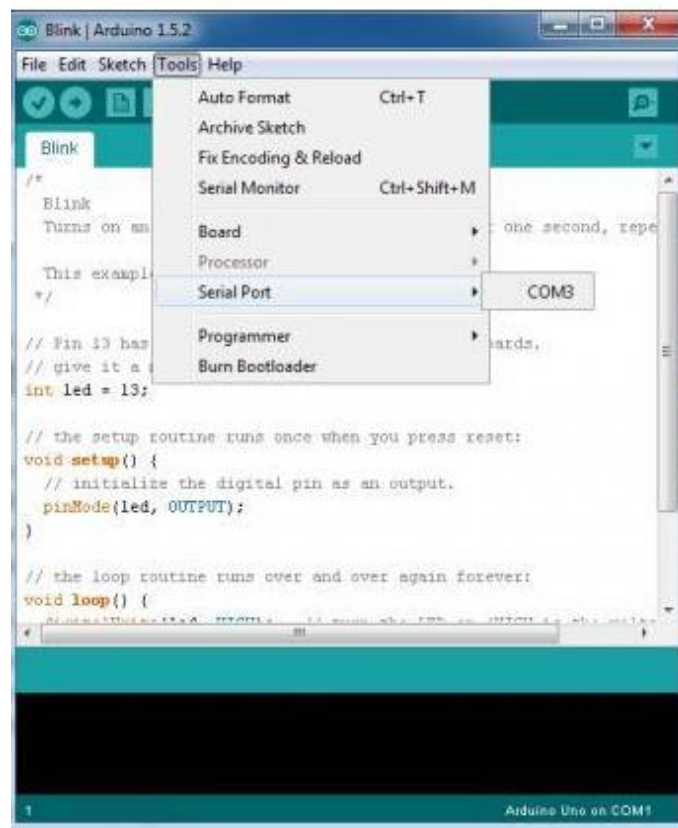 Blink | Arduino 1.5.2
File Edit Sketch Tools Help
Auto Format Ctrl+T
Archive Sketch
Fix Encoding & Reload
Serial Monitor Ctrl+Shift+M
Board
Processor
Serial Port
COM3
Programmer
Burn Bootloader
Blink
/*
Blink
Turns on an one second, repe
This exampl
*/
// Pin 13 has ards.
// give it a
int led = 13;
// the setup routine runs once when you press reset:
void setup() {
// initialize the digital pin as an output.
pinMode(led, OUTPUT);
}
// the loop routine runs over and over again forever:
void loop() {
1 Arduino Uno on COM1